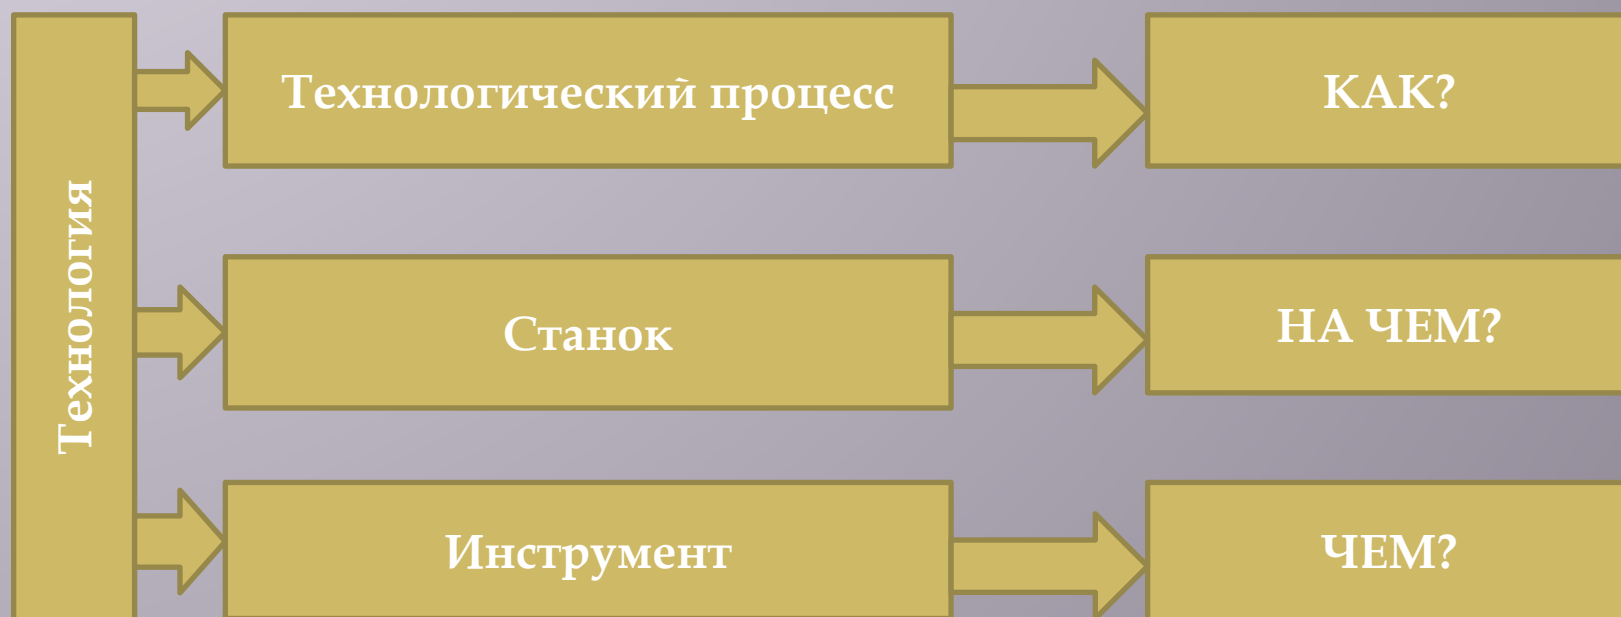 Технология
Технологический процесс
КАК?
Станок
НА ЧЕМ?
Инструмент
ЧЕМ?